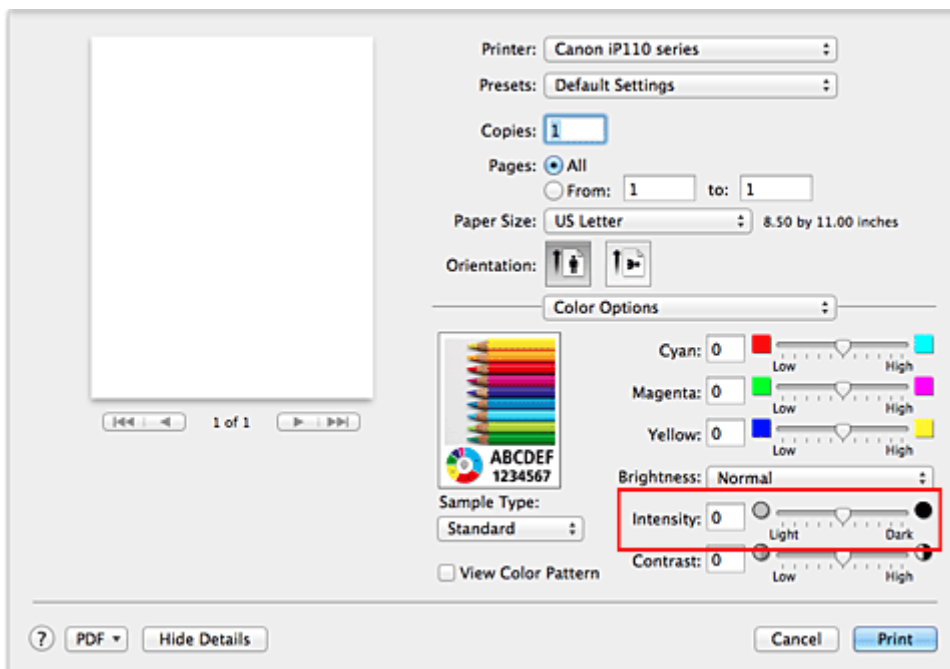 Printer: Canon iP110 series
Presets: Default Settings
Copies: 1
Pages: All
From: 1 to: 1
Paper Size: US Letter 8.50 by 11.00 inches
Orientation:
Color Options
1 of 1
ABCDEF
1234567
Sample Type:
Standard
View Color Pattern
Cyan: 0
Low High
Magenta: 0
Low High
Yellow: 0
Low High
Brightness: Normal
Intensity: 0
Light Dark
Contrast: 0
Low High
? PDF Hide Details Cancel Print